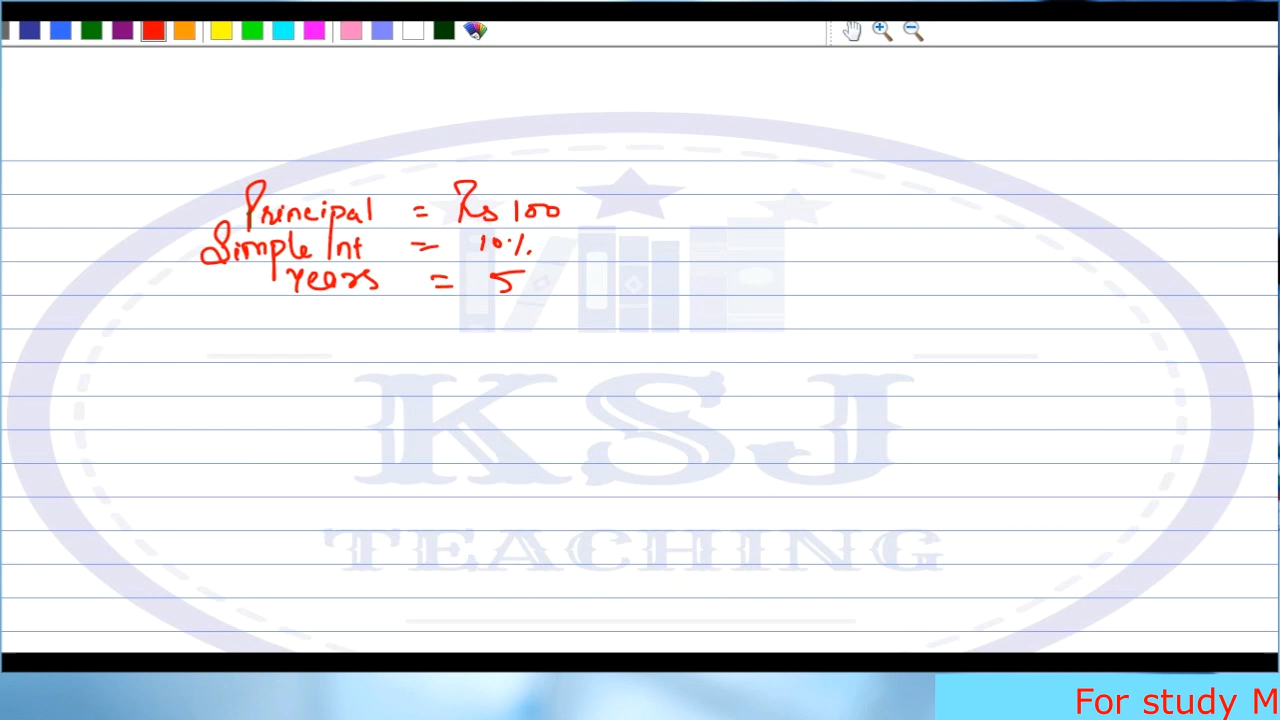 Principal = Rs 100
Simple Int = 10%
Years = 5
KSJ
TEACHING
For study M